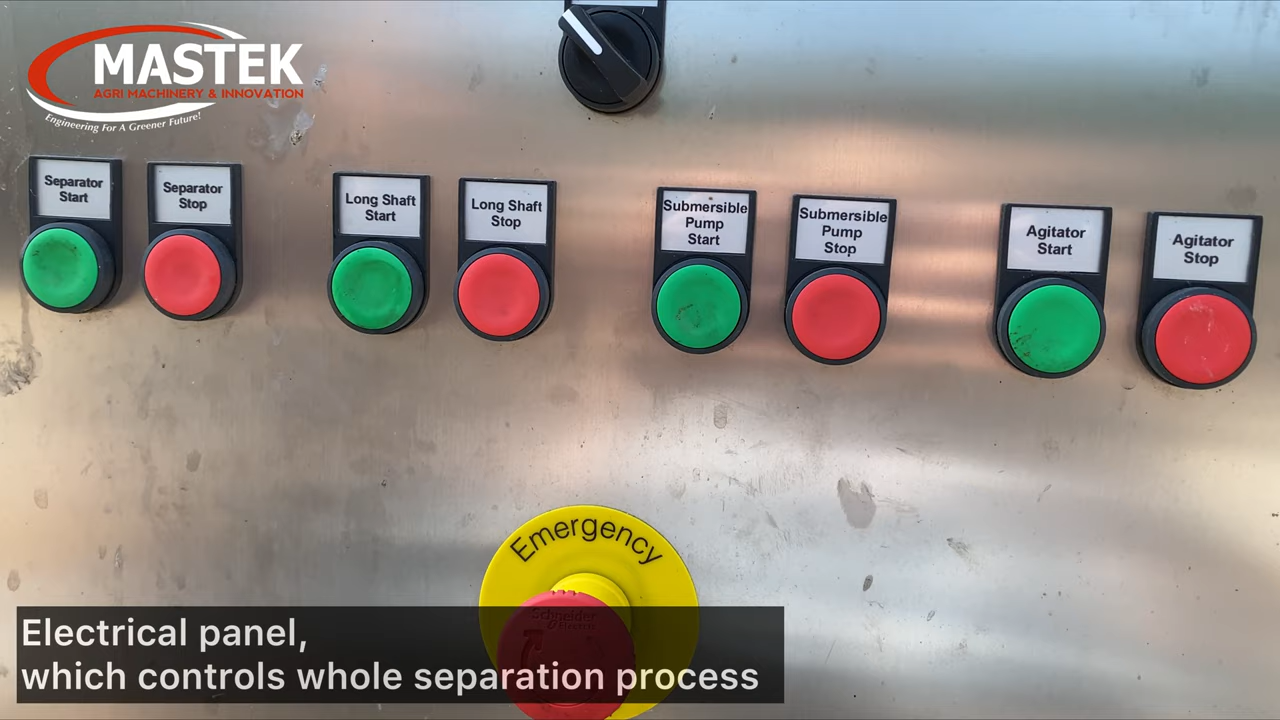 MASTEK
AGRI MACHINERY & INNOVATION
Engineering For A Greener Future!
Separator
Start
Separator
Stop
Long Shaft
Start
Long Shaft
Stop
Submersible
Pump
Start
Submersible
Pump
Stop
Agitator
Start
Agitator
Stop
Emergency
Schneider
Electric
Electrical panel,
which controls whole separation process